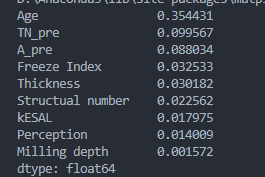 D:\Anaconda3\lib\site-packages\matp
Age 0.354431
TN_pre 0.099567
A_pre 0.088034
Freeze Index 0.032533
Thickness 0.030182
Structual number 0.022562
kESAL 0.017975
Perception 0.014009
Milling depth 0.001572
dtype: float64